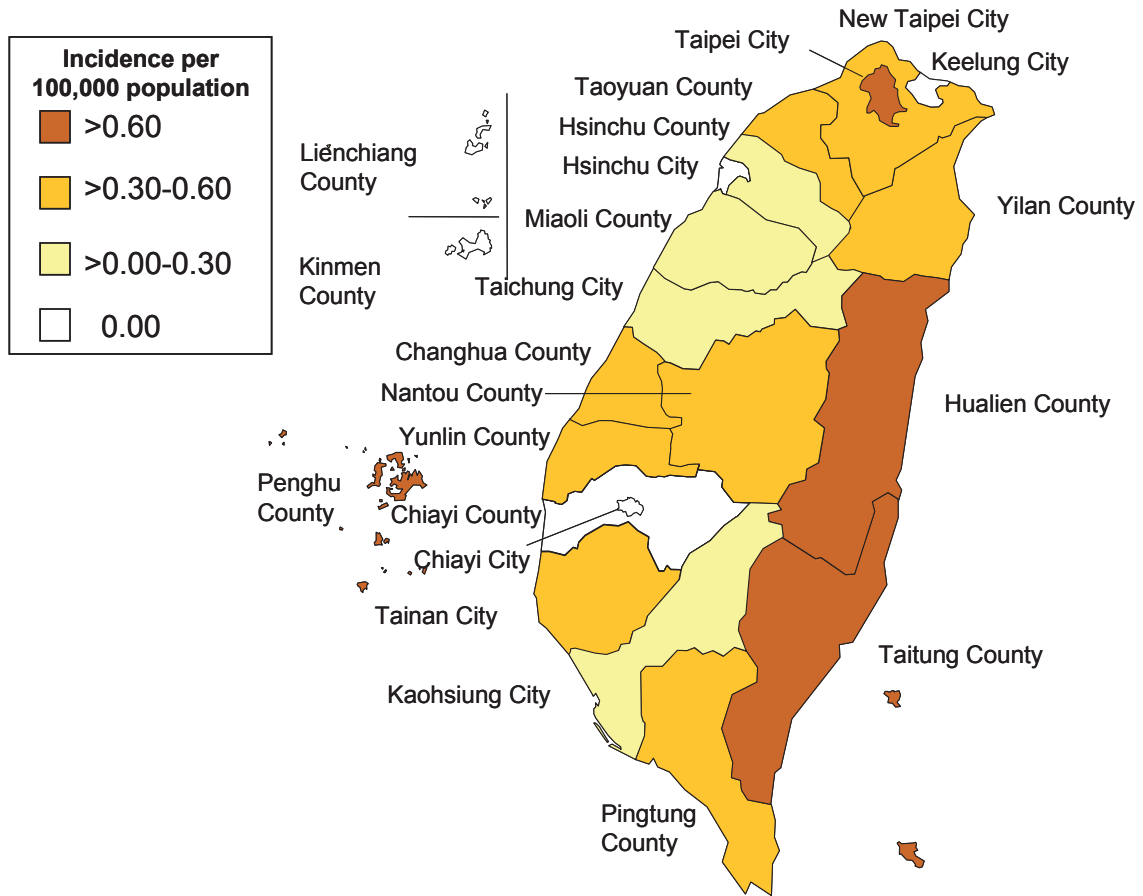 Incidence per
100,000 population
>0.60
>0.30-0.60
>0.00-0.30
0.00
New Taipei City
Taipei City
Keelung City
Taoyuan County
Hsinchu County
Hsinchu City
Lienchiang
County
Miaoli County
Yilan County
Kinmen
County
Taichung City
Changhua County
Nantou County
Hualien County
Yunlin County
Penghu
County
Chiayi County
Chiayi City
Tainan City
Taitung County
Kaohsiung City
Pingtung
County